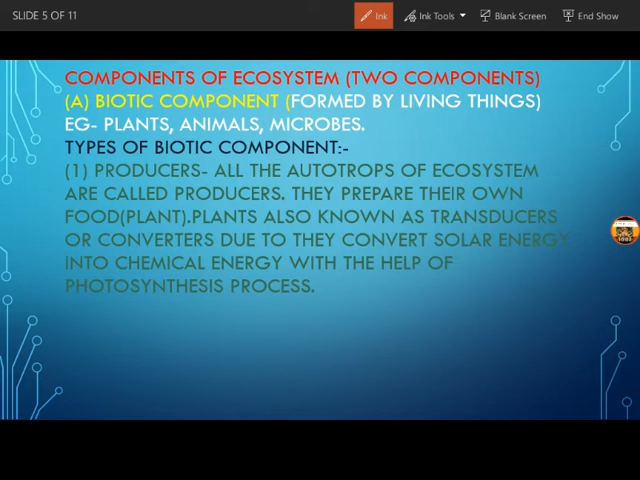 SLIDE 5 OF 11
Ink
Ink Tools
Blank Screen
End Show
COMPONENTS OF ECOSYSTEM (TWO COMPONENTS)
(A) BIOTIC COMPONENT (FORMED BY LIVING THINGS)
EG- PLANTS, ANIMALS, MICROBES.
TYPES OF BIOTIC COMPONENT:-
(1) PRODUCERS- ALL THE AUTOTROPS OF ECOSYSTEM
ARE CALLED PRODUCERS. THEY PREPARE THEIR OWN
FOOD(PLANT).PLANTS ALSO KNOWN AS TRANSDUCERS
OR CONVERTERS DUE TO THEY CONVERT SOLAR ENERGY
INTO CHEMICAL ENERGY WITH THE HELP OF
PHOTOSYNTHESIS PROCESS.